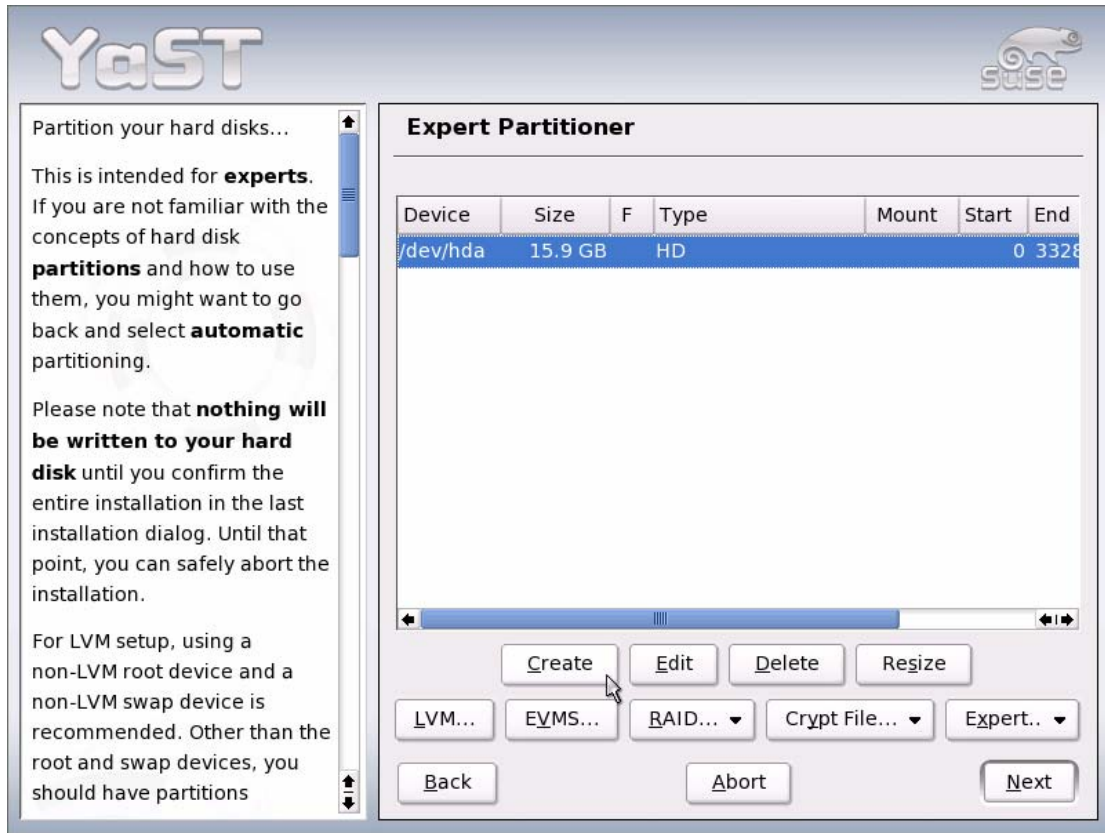 YaST
SUSE
Partition your hard disks...
This is intended for experts.
If you are not familiar with the
concepts of hard disk
partitions and how to use
them, you might want to go
back and select automatic
partitioning.
Please note that nothing will
be written to your hard
disk until you confirm the
entire installation in the last
installation dialog. Until that
point, you can safely abort the
installation.
For LVM setup, using a
non-LVM root device and a
non-LVM swap device is
recommended. Other than the
root and swap devices, you
should have partitions
Expert Partitioner
Device Size F Type Mount Start End
/dev/hda 15.9 GB HD 0 3328
Create Edit Delete Resize
LVM... EVMS... RAID... Crypt File... Expert..
Back Abort Next